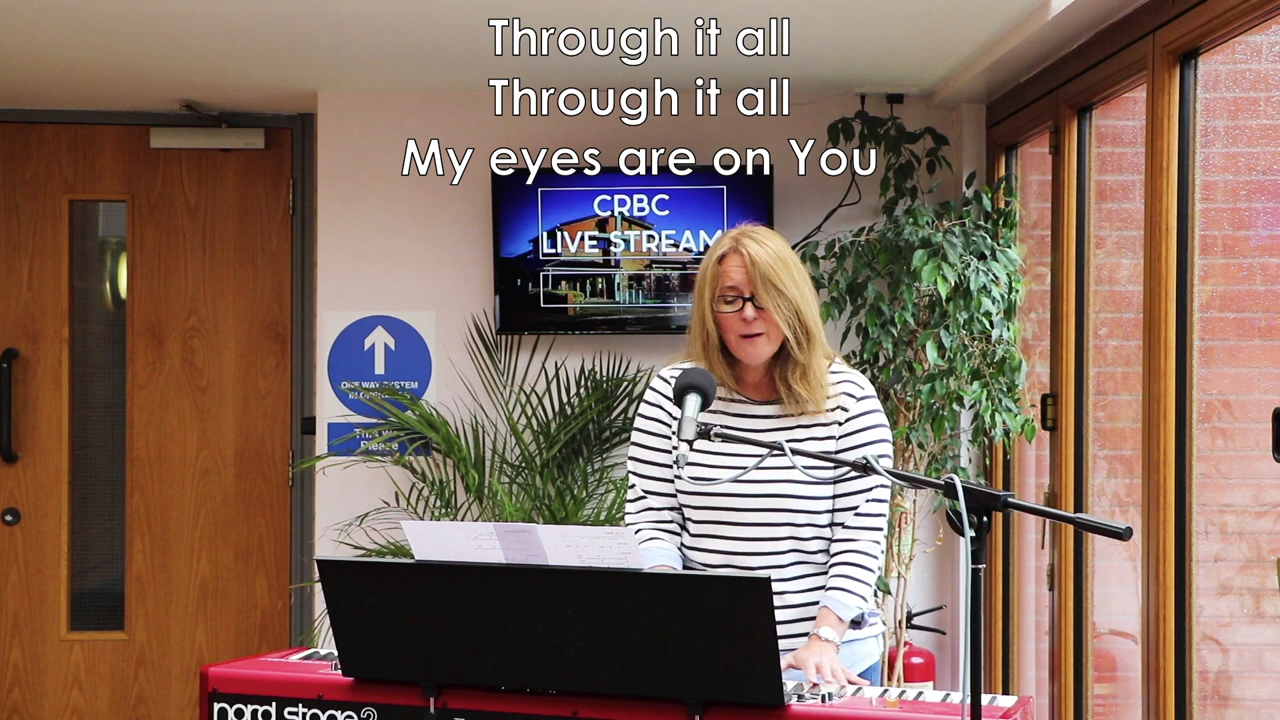 Through it all
Through it all
My eyes are on You
CRBC
LIVE STREAM
ONE WAY SYSTEM
This way
Please
nord stage 2